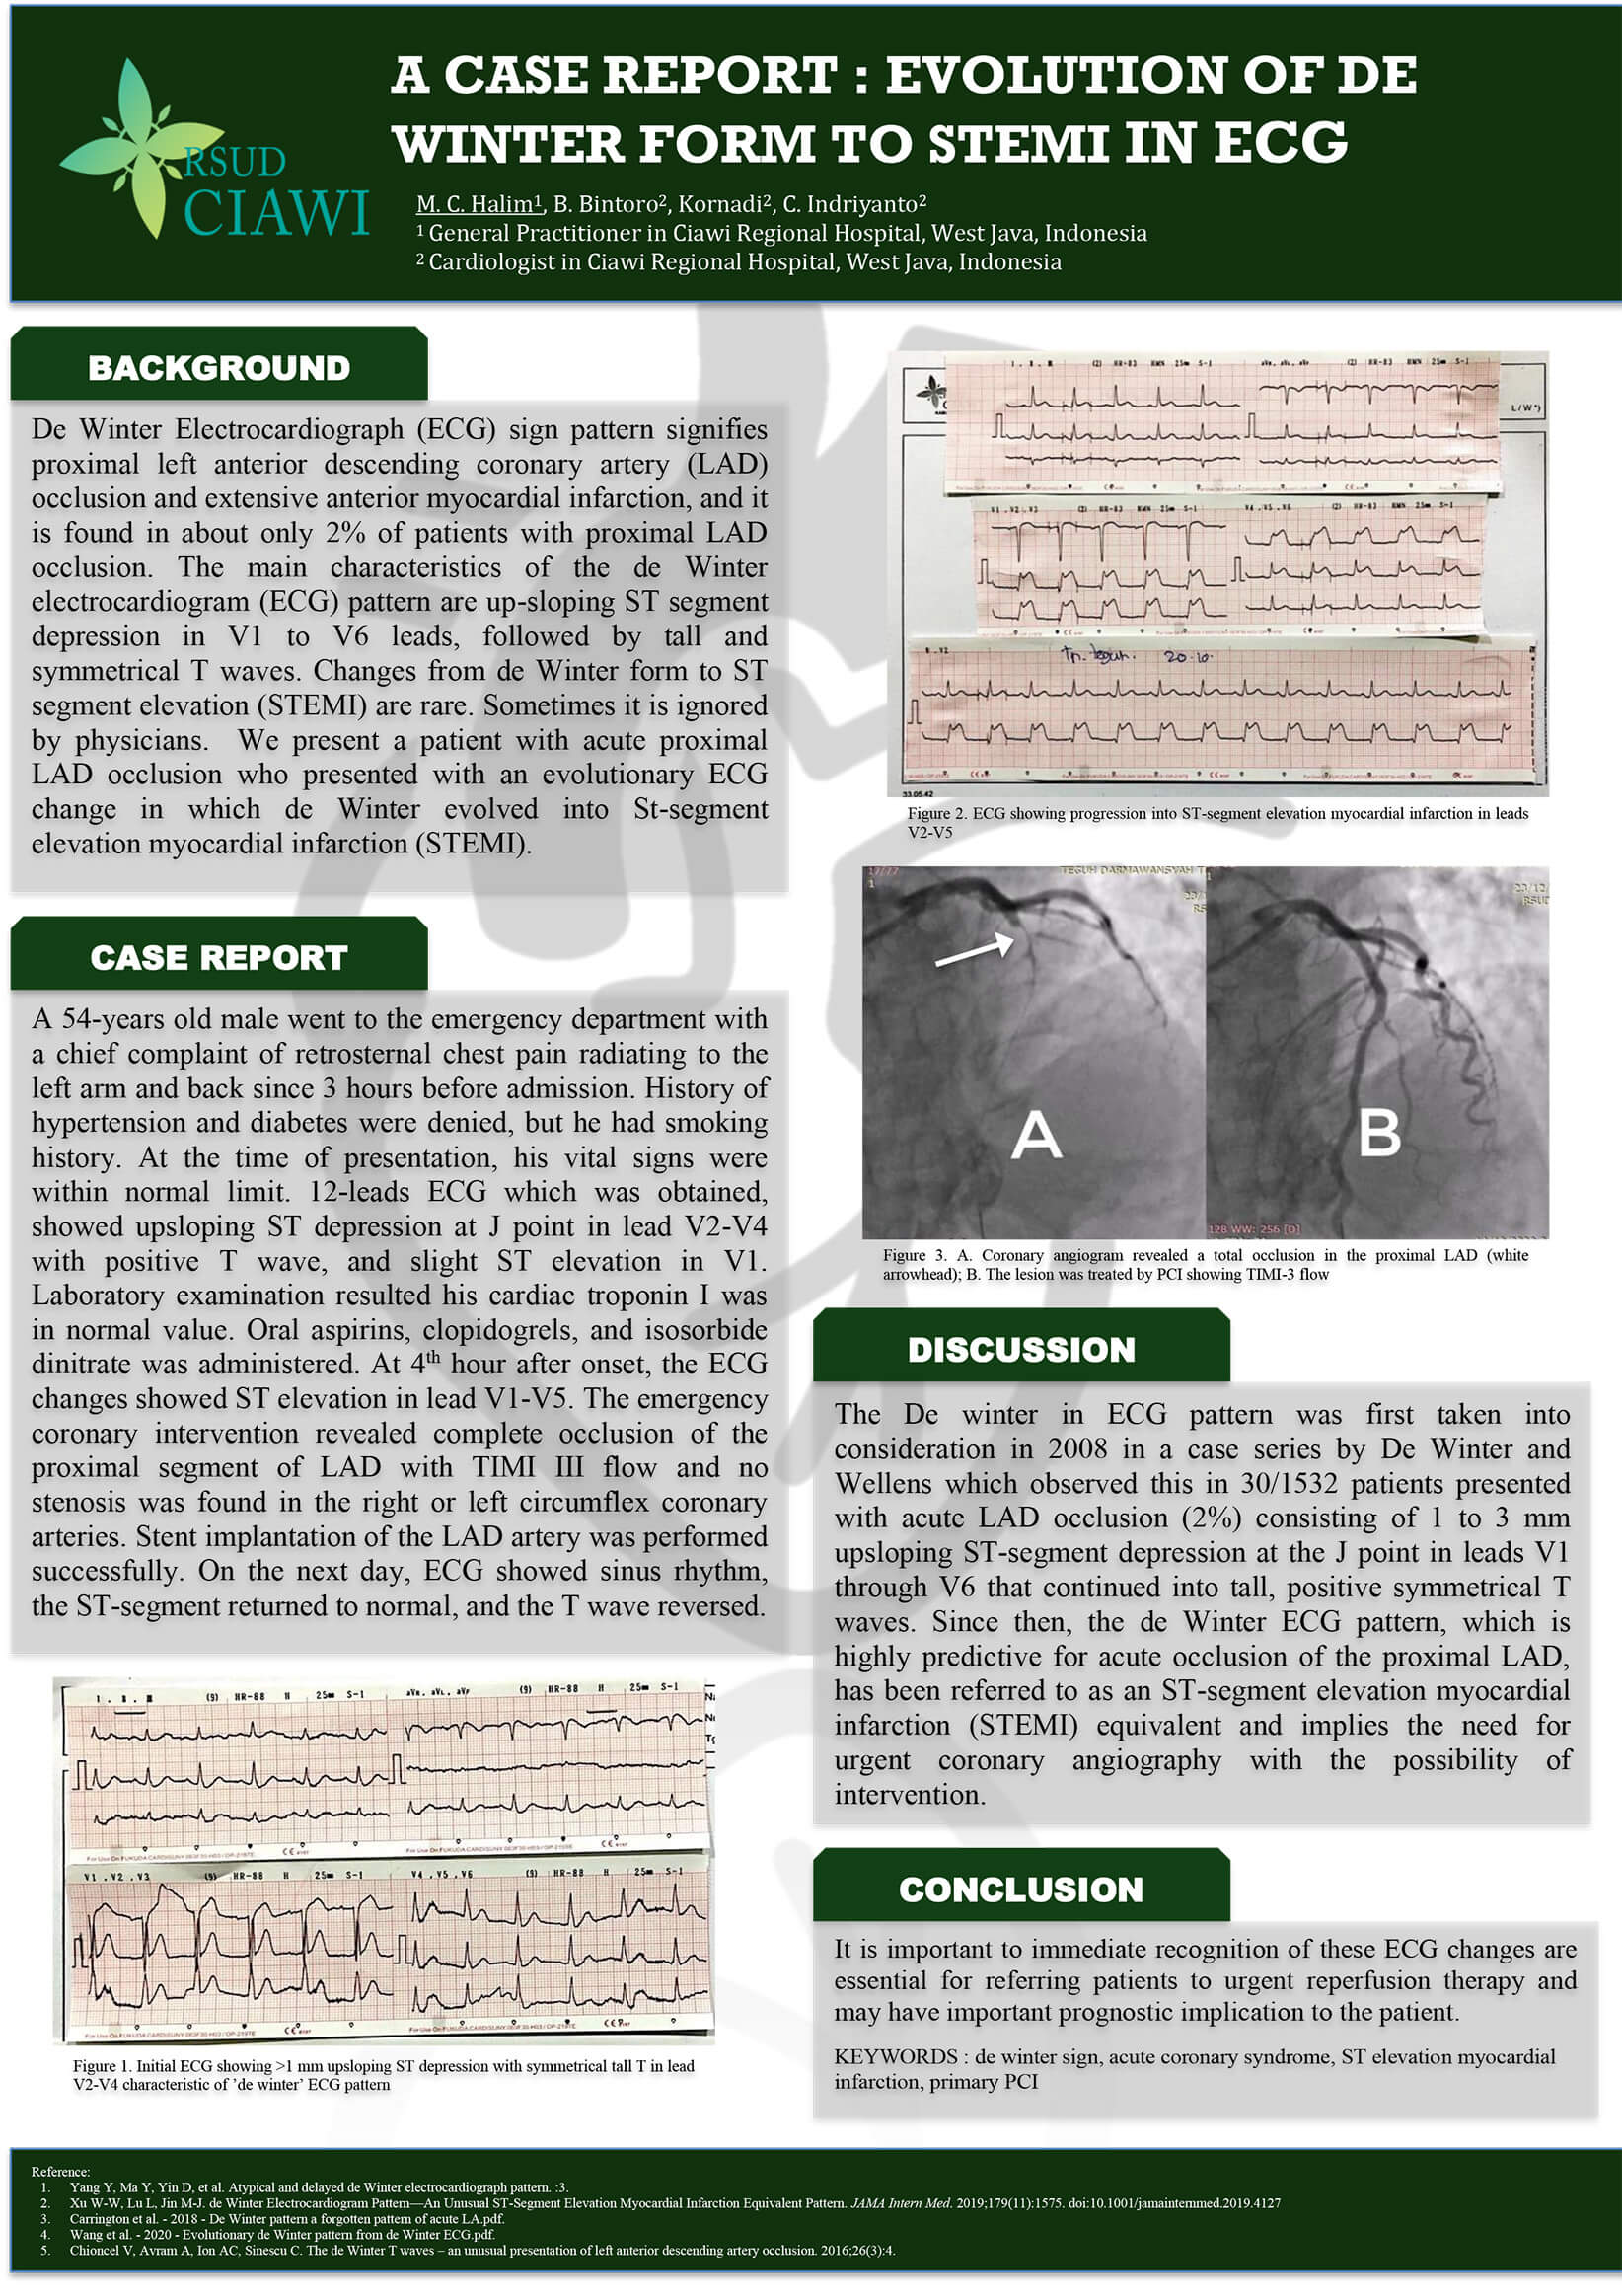 RSUD
CIAWI
A CASE REPORT : EVOLUTION OF DE
WINTER FORM TO STEMI IN ECG
M. C. Halim¹, B. Bintoro², Kornadi², C. Indriyanto²
¹ General Practitioner in Ciawi Regional Hospital, West Java, Indonesia
² Cardiologist in Ciawi Regional Hospital, West Java, Indonesia
BACKGROUND
De Winter Electrocardiograph (ECG) sign pattern signifies
proximal left anterior descending coronary artery (LAD)
occlusion and extensive anterior myocardial infarction, and it
is found in about only 2% of patients with proximal LAD
occlusion. The main characteristics of the de Winter
electrocardiogram (ECG) pattern are up-sloping ST segment
depression in V1 to V6 leads, followed by tall and
symmetrical T waves. Changes from de Winter form to ST
segment elevation (STEMI) are rare. Sometimes it is ignored
by physicians. We present a patient with acute proximal
LAD occlusion who presented with an evolutionary ECG
change in which de Winter evolved into St-segment
elevation myocardial infarction (STEMI).
CASE REPORT
A 54-years old male went to the emergency department with
a chief complaint of retrosternal chest pain radiating to the
left arm and back since 3 hours before admission. History of
hypertension and diabetes were denied, but he had smoking
history. At the time of presentation, his vital signs were
within normal limit. 12-leads ECG which was obtained,
showed upsloping ST depression at J point in lead V2-V4
with positive T wave, and slight ST elevation in V1.
Laboratory examination resulted his cardiac troponin I was
in normal value. Oral aspirins, clopidogrels, and isosorbide
dinitrate was administered. At 4th hour after onset, the ECG
changes showed ST elevation in lead V1-V5. The emergency
coronary intervention revealed complete occlusion of the
proximal segment of LAD with TIMI III flow and no
stenosis was found in the right or left circumflex coronary
arteries. Stent implantation of the LAD artery was performed
successfully. On the next day, ECG showed sinus rhythm,
the ST-segment returned to normal, and the T wave reversed.
(9) HR-88 H 25mm S-1
aVR. aVL. aVF (9) HR-88 H 25mm S-1
V1 .V2 .V3 (9) HR-88 H 25mm S-1
V4 .V5 .V6 (9) HR-88 H 25mm S-1
Figure 1. Initial ECG showing >1 mm upsloping ST depression with symmetrical tall T in lead
V2-V4 characteristic of ’de winter’ ECG pattern
(2) HR-83 25mm S-1
aVR. aVL. aVF (2) HR-83 25mm S-1
L/W*)
V1 .V2 .V3 (2) HR-83 25mm S-1
V4 .V5 .V6 (2) HR-83 25mm S-1
Tn. teguh. 20.10.
33.05.42
Figure 2. ECG showing progression into ST-segment elevation myocardial infarction in leads
V2-V5
1
TEGUH DARMAWANSYAH
A
B
128 WW: 256 [D]
Figure 3. A. Coronary angiogram revealed a total occlusion in the proximal LAD (white
arrowhead); B. The lesion was treated by PCI showing TIMI-3 flow
DISCUSSION
The De winter in ECG pattern was first taken into
consideration in 2008 in a case series by De Winter and
Wellens which observed this in 30/1532 patients presented
with acute LAD occlusion (2%) consisting of 1 to 3 mm
upsloping ST-segment depression at the J point in leads V1
through V6 that continued into tall, positive symmetrical T
waves. Since then, the de Winter ECG pattern, which is
highly predictive for acute occlusion of the proximal LAD,
has been referred to as an ST-segment elevation myocardial
infarction (STEMI) equivalent and implies the need for
urgent coronary angiography with the possibility of
intervention.
CONCLUSION
It is important to immediate recognition of these ECG changes are
essential for referring patients to urgent reperfusion therapy and
may have important prognostic implication to the patient.
KEYWORDS : de winter sign, acute coronary syndrome, ST elevation myocardial
infarction, primary PCI
Reference:
1. Yang Y, Ma Y, Yin D, et al. Atypical and delayed de Winter electrocardiograph pattern. :3.
2. Xu W-W, Lu L, Jin M-J. de Winter Electrocardiogram Pattern—An Unusual ST-Segment Elevation Myocardial Infarction Equivalent Pattern. JAMA Intern Med. 2019;179(11):1575. doi:10.1001/jamainternmed.2019.4127
3. Carrington et al. - 2018 - De Winter pattern a forgotten pattern of acute LA.pdf.
4. Wang et al. - 2020 - Evolutionary de Winter pattern from de Winter ECG.pdf.
5. Chioncel V, Avram A, Ion AC, Sinescu C. The de Winter T waves – an unusual presentation of left anterior descending artery occlusion. 2016;26(3):4.